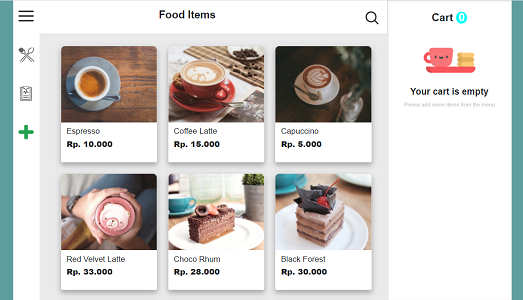 Food Items
Cart 0
Espresso
Rp. 10.000
Coffee Latte
Rp. 15.000
Capuccino
Rp. 5.000
Red Velvet Latte
Rp. 33.000
Choco Rhum
Rp. 28.000
Black Forest
Rp. 30.000
Your cart is empty
Please add some items from the menu